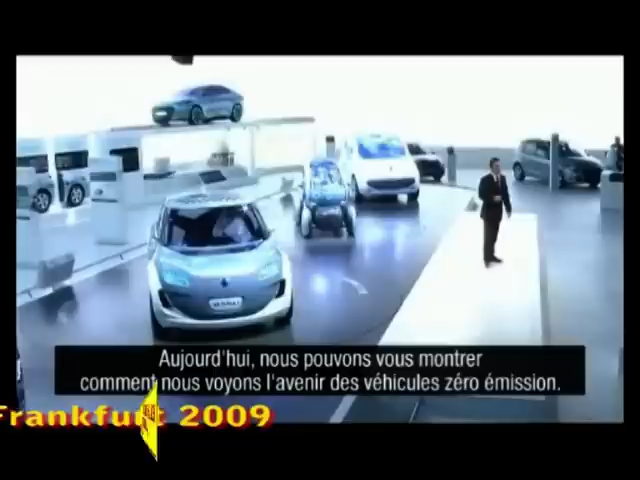 Aujourd'hui, nous pouvons vous montrer
comment nous voyons l'avenir des véhicules zéro émission.
Frankfurt 2009